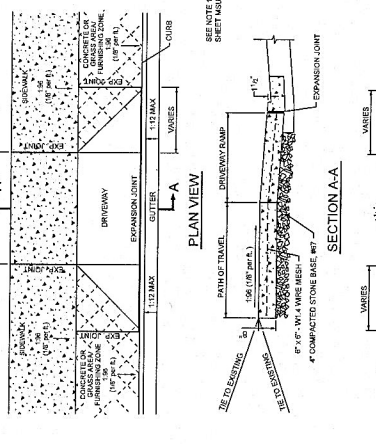 CONCRETE OR
GRASS AREA/
FURNISHING ZONE
1:96
(1/8" per ft.)
EXP. JOINT
SIDEWALK
1:96
(1/8" per ft.)
EXP. JOINT
CURB
1:12 MAX
VARIES
DRIVEWAY
EXPANSION JOINT
GUTTER
A
EXP. JOINT
SIDEWALK
1:96
(1/8" per ft.)
EXP. JOINT
CONCRETE OR
GRASS AREA/
FURNISHING ZONE
1:96
(1/8" per ft.)
1:12 MAX
PLAN VIEW
SEE NOTE
SHEET MSU
1½"
EXPANSION JOINT
DRIVEWAY RAMP
PATH OF TRAVEL
1:96 (1/8" per ft.)
TIE TO EXISTING
TIE TO EXISTING
6" x 6" - W1.4 WIRE MESH
4" COMPACTED STONE BASE, #67
SECTION A-A
VARIES
VARIES